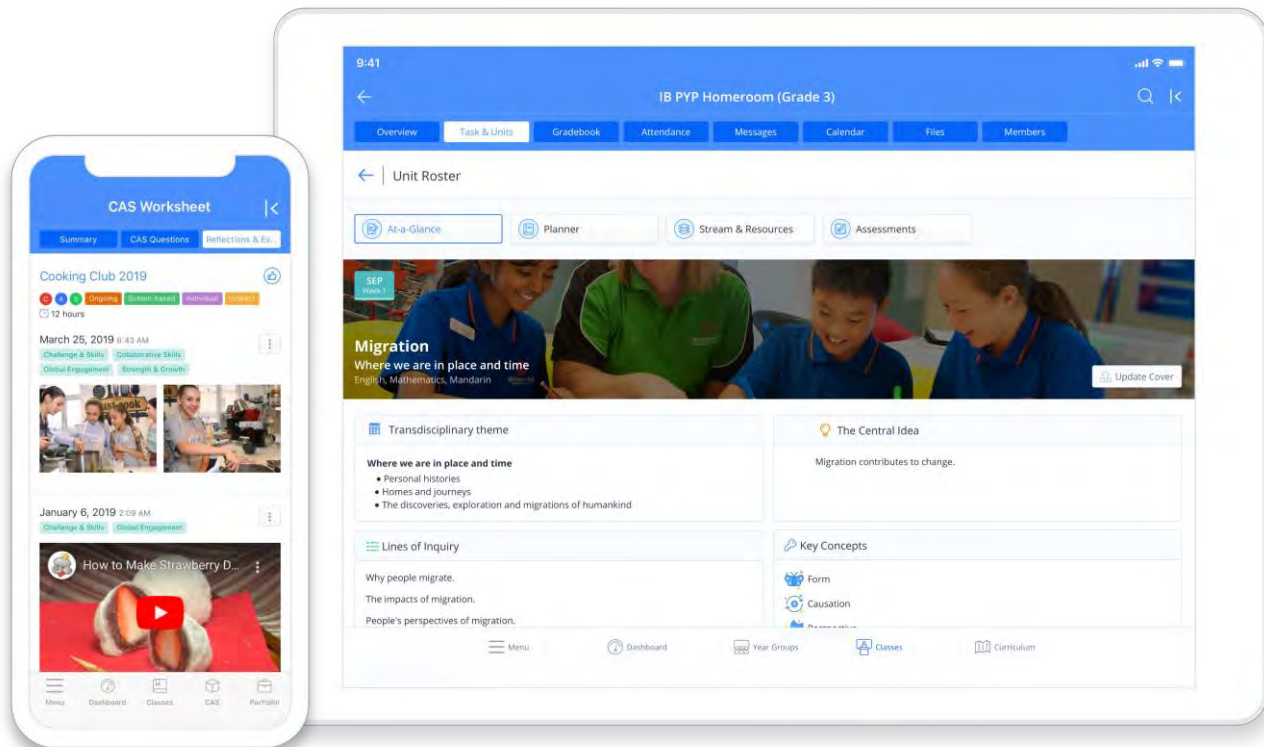 CAS Worksheet
Summary
CAS Questions
Reflections & Ev...
Cooking Club 2019
C A S Ongoing School-based Individual
12 hours
March 25, 2019 6:43 AM
Challenge & Skills Collaborative Skills
Global Engagement Strength & Growth
January 6, 2019 2:09 AM
Challenge & Skills Global Engagement
How to Make Strawberry D...
Menu
Dashboard
Classes
CAS
Portfolio
9:41
IB PYP Homeroom (Grade 3)
Overview
Task & Units
Gradebook
Attendance
Messages
Calendar
Files
Members
Unit Roster
At-a-Glance
Planner
Stream & Resources
Assessments
SEP
Week 1
Migration
Where we are in place and time
English, Mathematics, Mandarin
Update Cover
Transdisciplinary theme
Where we are in place and time
• Personal histories
• Homes and journeys
• The discoveries, exploration and migrations of humankind
The Central Idea
Migration contributes to change.
Lines of Inquiry
Why people migrate.
The impacts of migration.
People's perspectives of migration.
Key Concepts
Form
Causation
Perspective
Menu
Dashboard
Year Groups
Classes
Curriculum